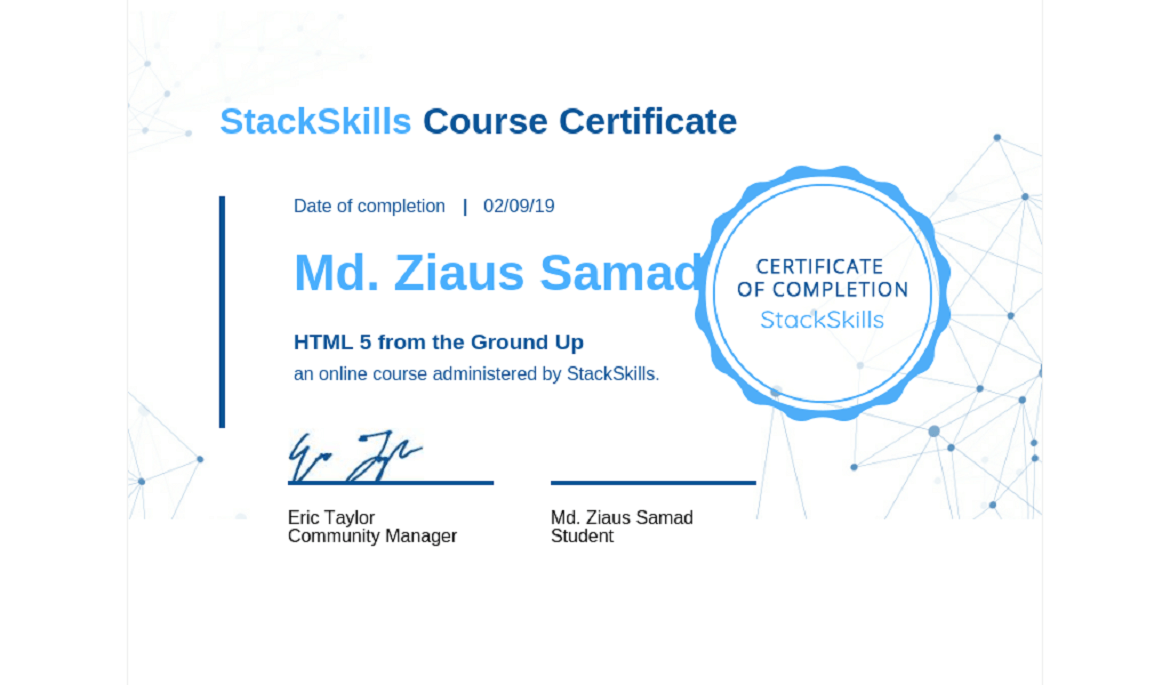 StackSkills Course Certificate
Date of completion | 02/09/19
Md. Ziaus Samad
CERTIFICATE
OF COMPLETION
StackSkills
HTML 5 from the Ground Up
an online course administered by StackSkills.
Eric Taylor
Community Manager
Md. Ziaus Samad
Student